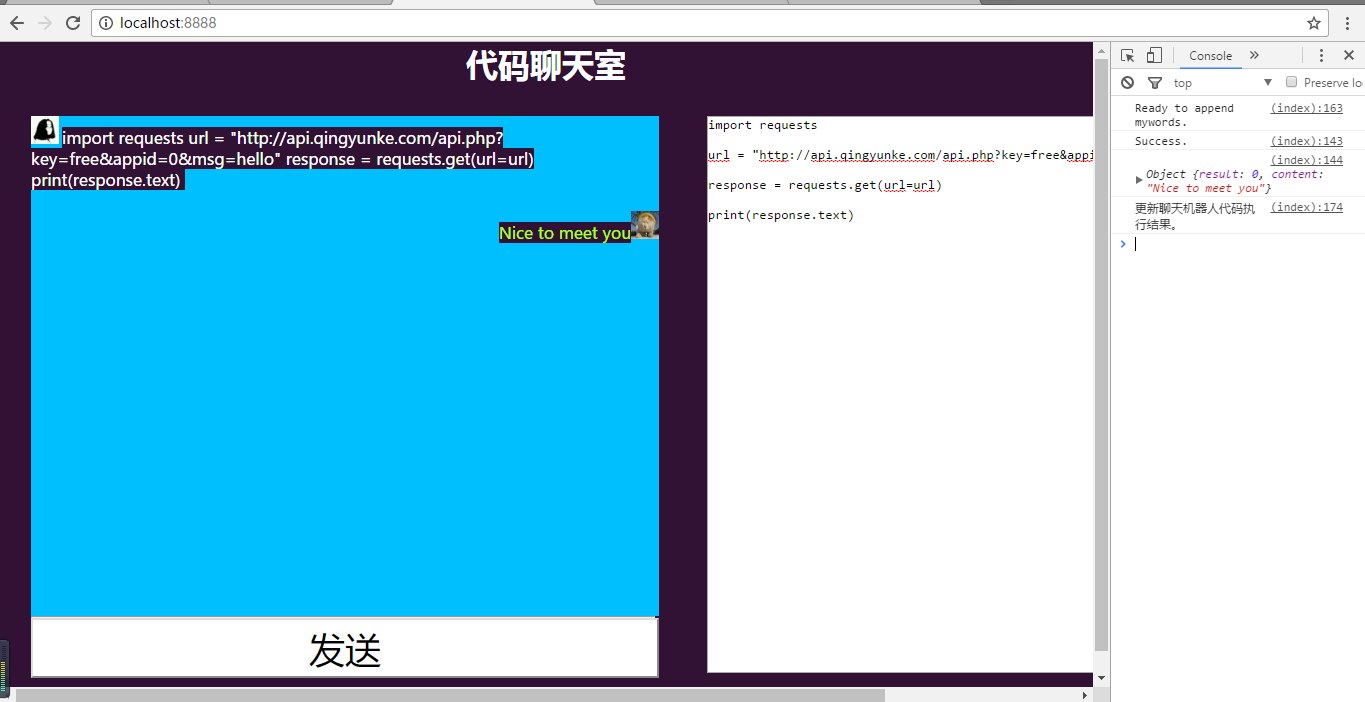 localhost:8888
代码聊天室
import requests url = "http://api.qingyunke.com/api.php?
key=free&appid=0&msg=hello" response = requests.get(url=url)
print(response.text)
Nice to meet you
发送
import requests
url = "http://api.qingyunke.com/api.php?key=free&appi
response = requests.get(url=url)
print(response.text)
Console
top
Preserve lo
Ready to append (index):163
mywords.
Success. (index):143
(index):144
Object {result: 0, content:
"Nice to meet you"}
更新聊天机器人代码执 (index):174
行结果。